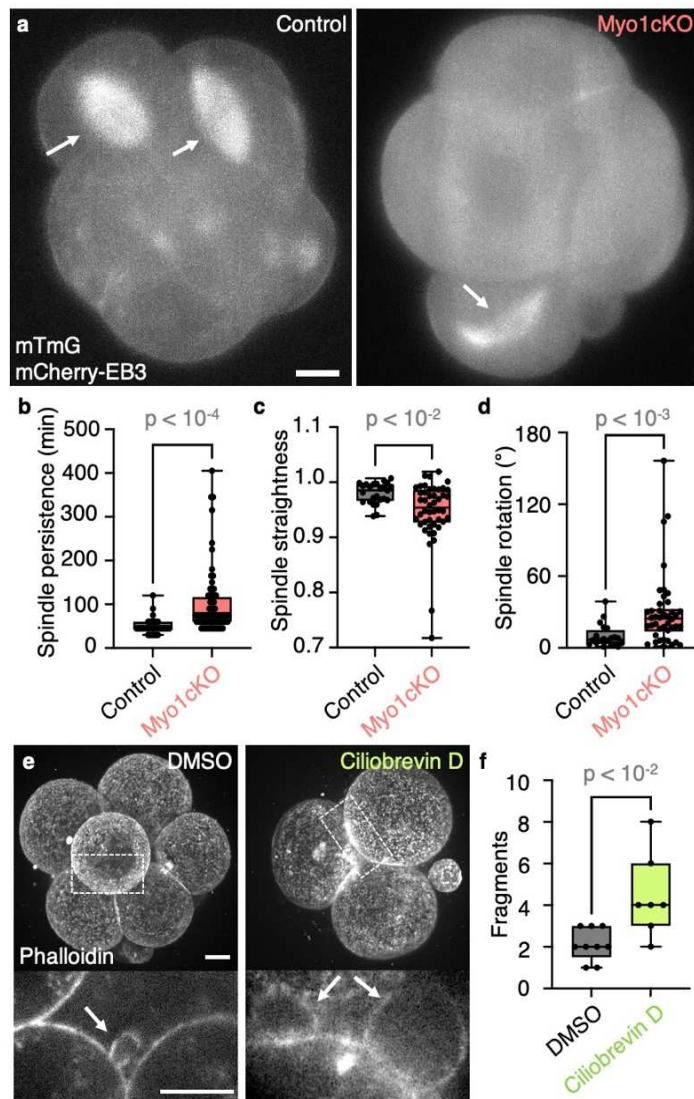 a
Control
Myo1cKO
mTmG
mCherry-EB3
b
p < 10⁻⁴
Spindle persistence (min)
500
400
300
200
100
0
Control
Myo1cKO
c
p < 10⁻²
Spindle straightness
1.1
1.0
0.9
0.8
0.7
Control
Myo1cKO
d
p < 10⁻³
Spindle rotation (°)
180
120
60
0
Control
Myo1cKO
e
DMSO
Ciliobrevin D
Phalloidin
f
p < 10⁻²
Fragments
10
8
6
4
2
0
DMSO
Ciliobrevin D